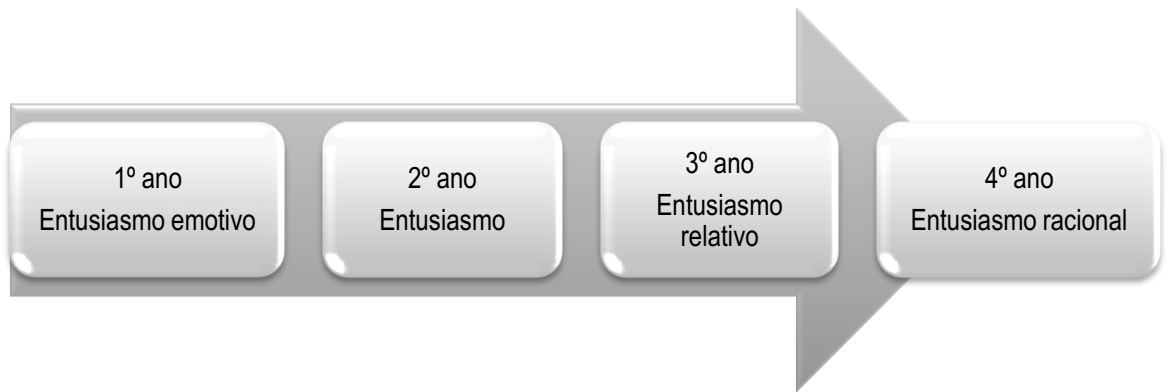 1º ano
Entusiasmo emotivo
2º ano
Entusiasmo
3º ano
Entusiasmo
relativo
4º ano
Entusiasmo racional